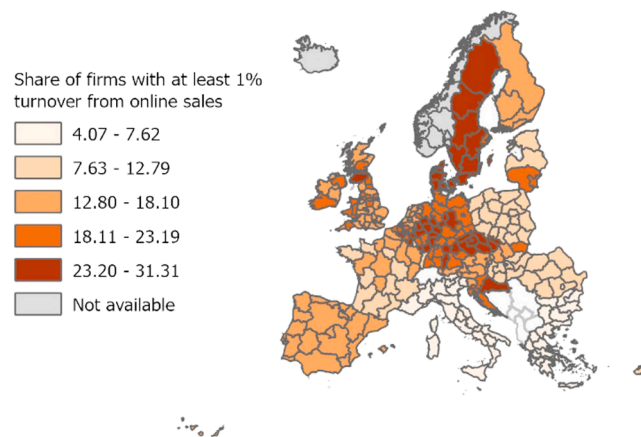 Share of firms with at least 1%
turnover from online sales
4.07 - 7.62
7.63 - 12.79
12.80 - 18.10
18.11 - 23.19
23.20 - 31.31
Not available